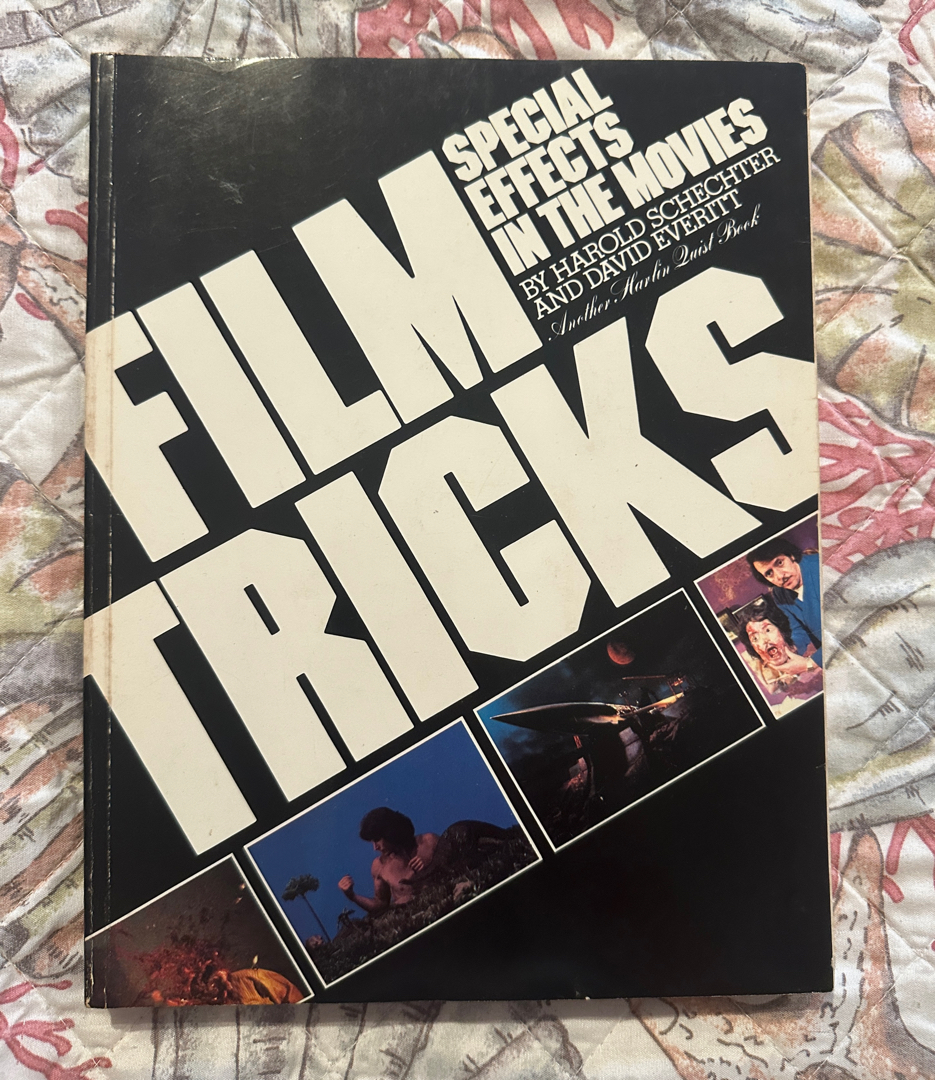 FILM
TRICKS
SPECIAL
EFFECTS
IN THE MOVIES
BY HAROLD SCHECHTER
AND DAVID EVERITT
Another Harlin Quist Book